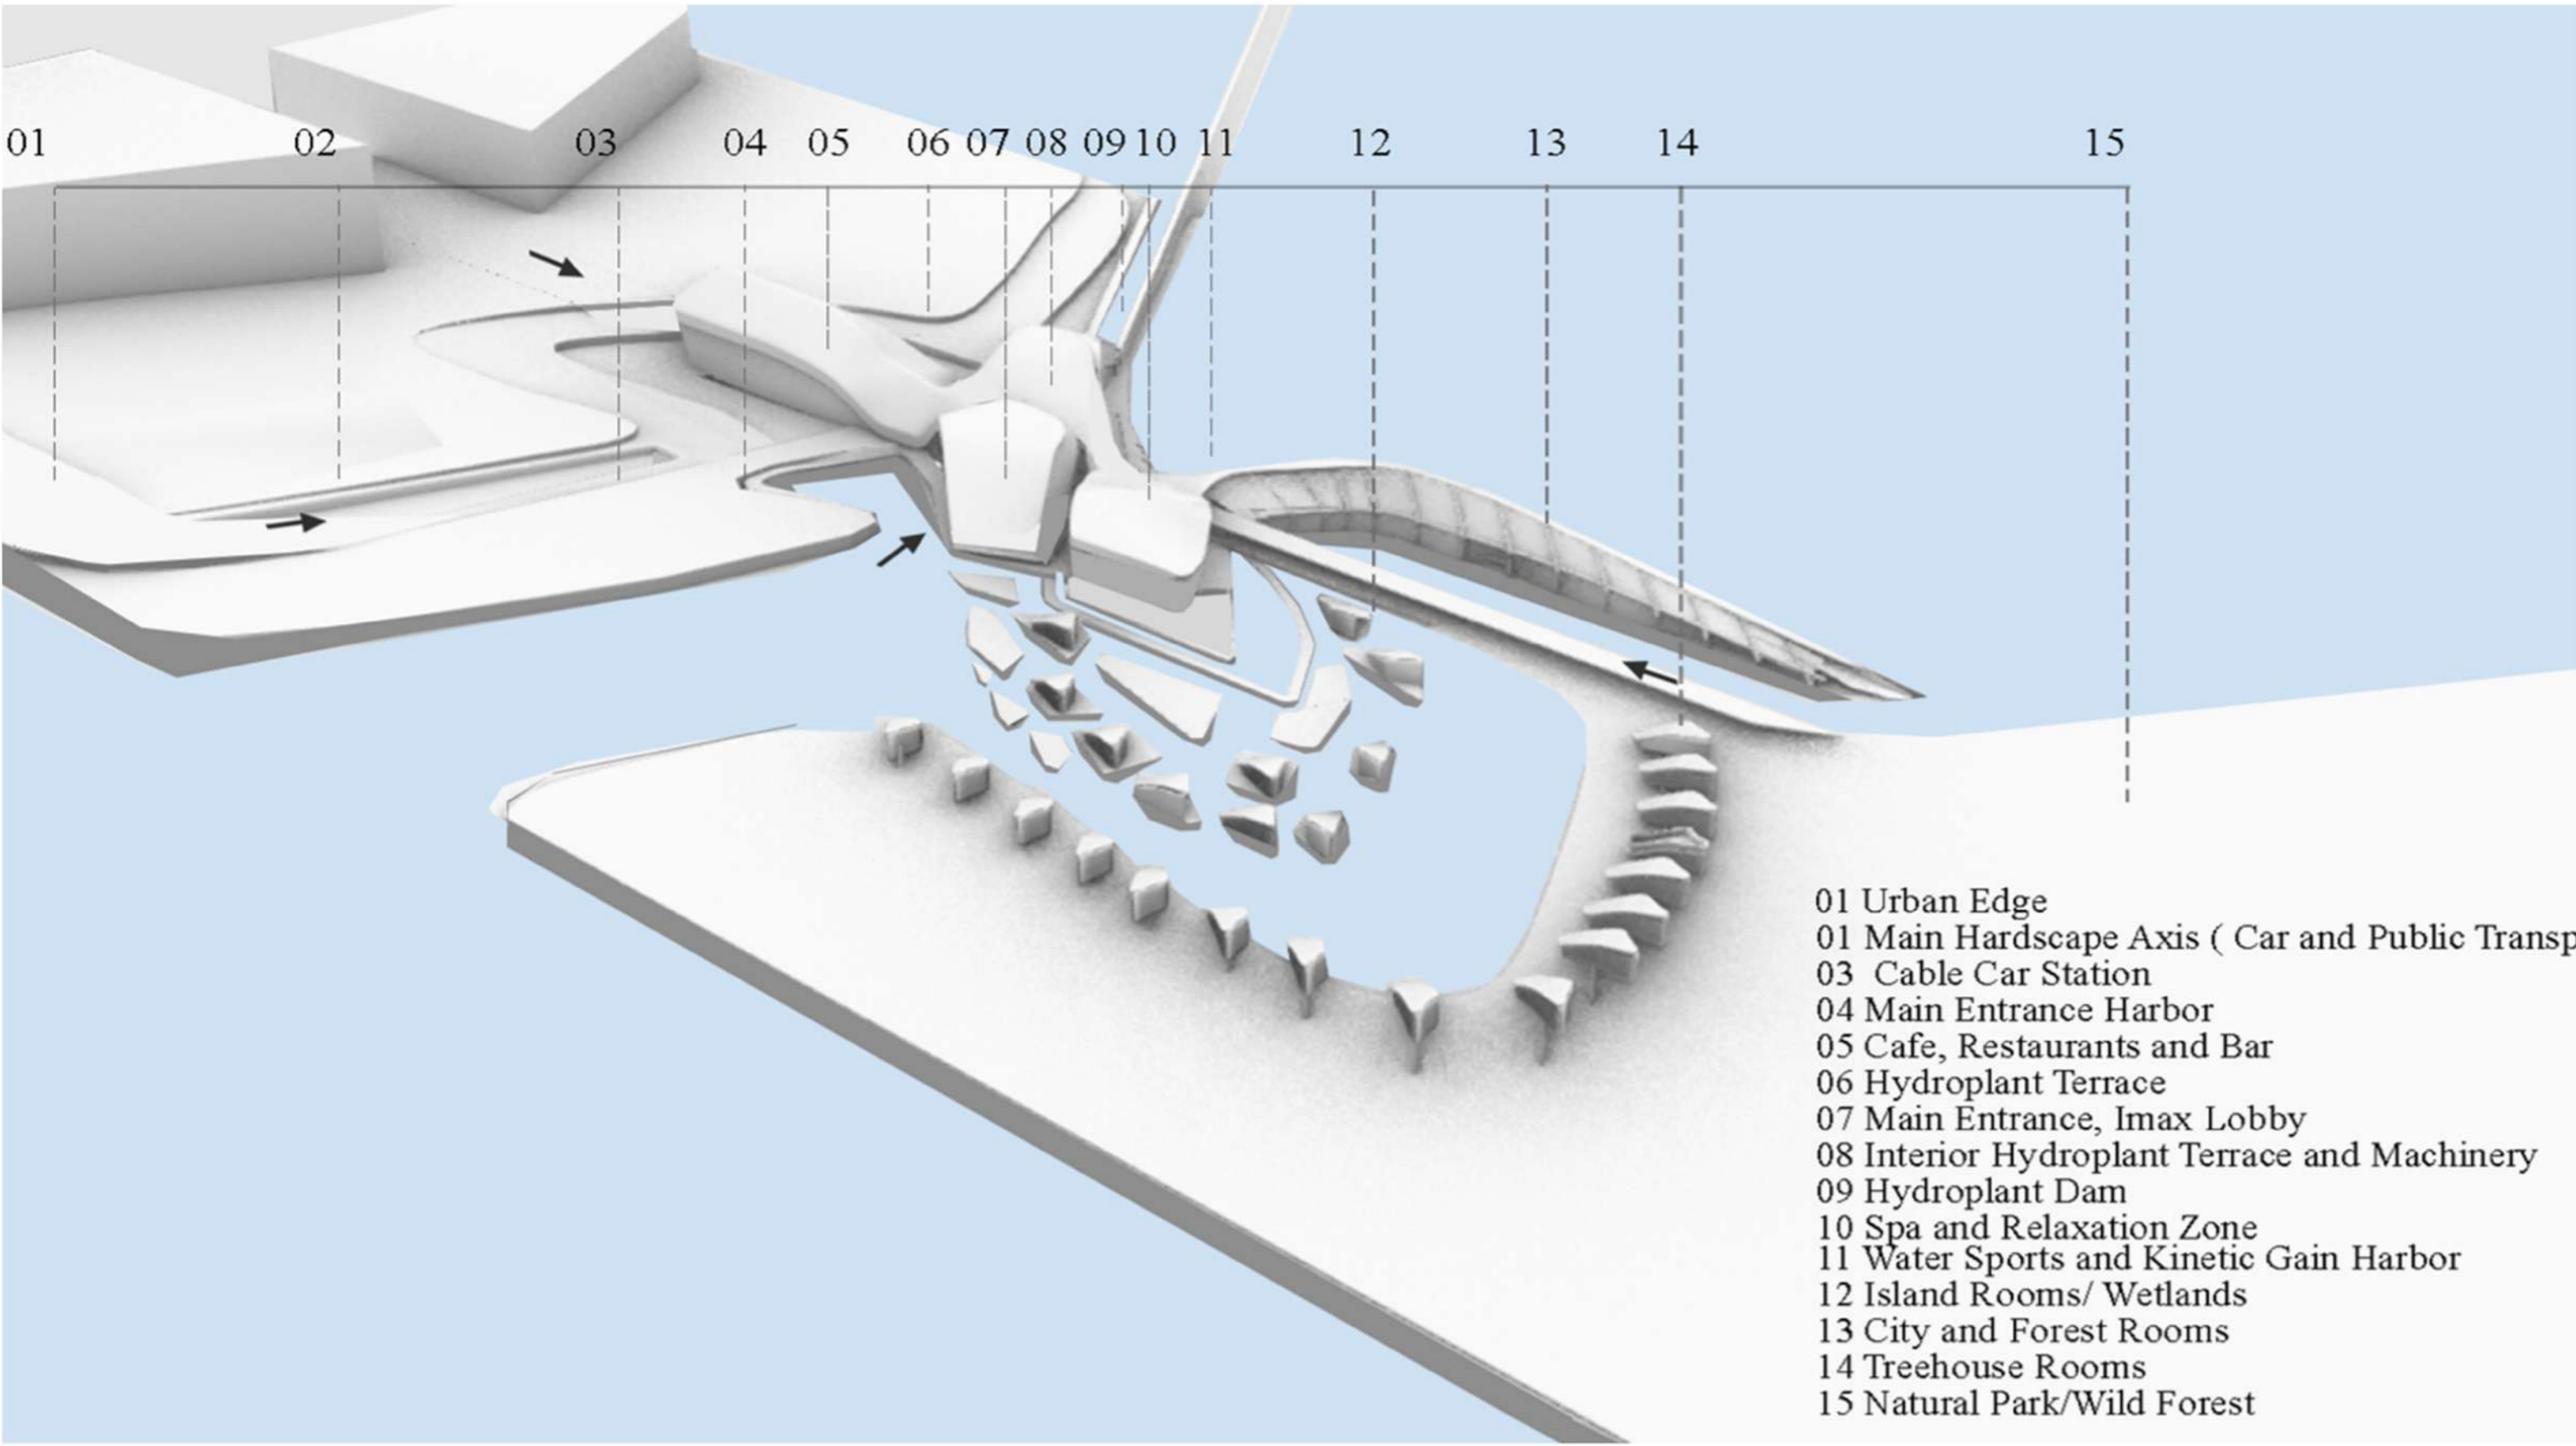 01 02 03 04 05 06 07 08 09 10 11 12 13 14 15
01 Urban Edge
01 Main Hardscape Axis ( Car and Public Transp
03 Cable Car Station
04 Main Entrance Harbor
05 Cafe, Restaurants and Bar
06 Hydroplant Terrace
07 Main Entrance, Imax Lobby
08 Interior Hydroplant Terrace and Machinery
09 Hydroplant Dam
10 Spa and Relaxation Zone
11 Water Sports and Kinetic Gain Harbor
12 Island Rooms/ Wetlands
13 City and Forest Rooms
14 Treehouse Rooms
15 Natural Park/Wild Forest